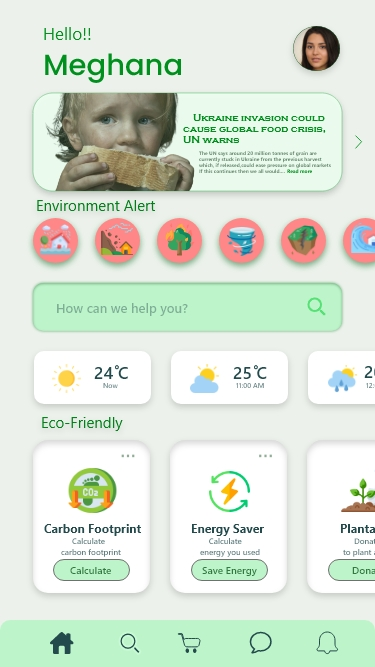 Hello!!
Meghana
Ukraine invasion could
cause global food crisis,
UN warns
The UN says around 20 million tonnes of grain are
currently stuck in Ukraine from the previous harvest
which, if released,could ease pressure on global markets
If this continuer then we all would.... Read more
Environment Alert
How can we help you?
24°C
Now
25°C
11:00 AM
2
12:
Eco-Friendly
CO2
Carbon Footprint
Calculate
carbon footprint
Calculate
Energy Saver
Calculate
energy you used
Save Energy
Planta
Donat
to plant a
Dona